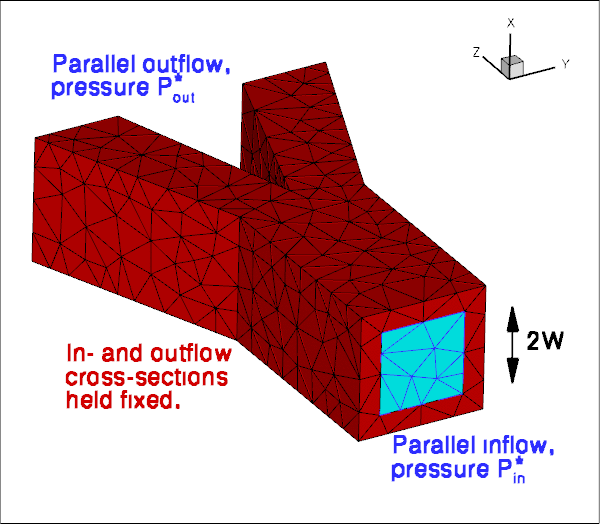 X
Z
Y
Parallel outflow,
pressure P*out
2W
In- and outflow
cross-sections
held fixed.
Parallel inflow,
pressure P*in